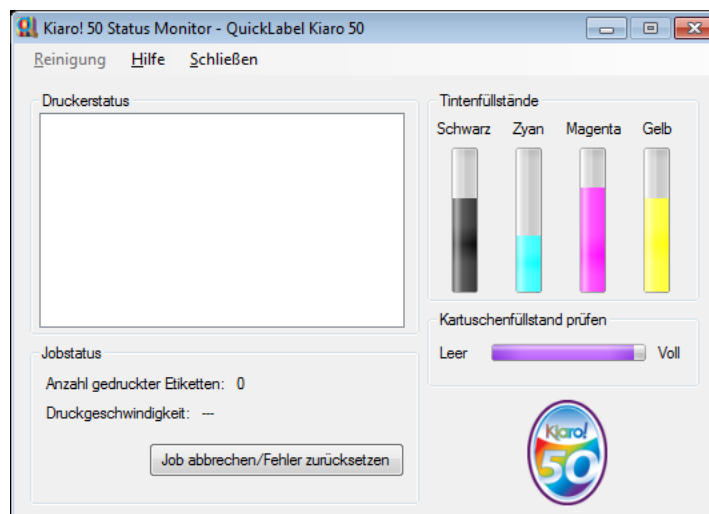 Kiaro! 50 Status Monitor - QuickLabel Kiaro 50
Reinigung Hilfe Schließen
Druckerstatus
Tintenfüllstände
Schwarz Zyan Magenta Gelb
Kartuschenfüllstand prüfen
Leer Voll
Jobstatus
Anzahl gedruckter Etiketten: 0
Druckgeschwindigkeit: ---
Job abbrechen/Fehler zurücksetzen
Kiaro!
50